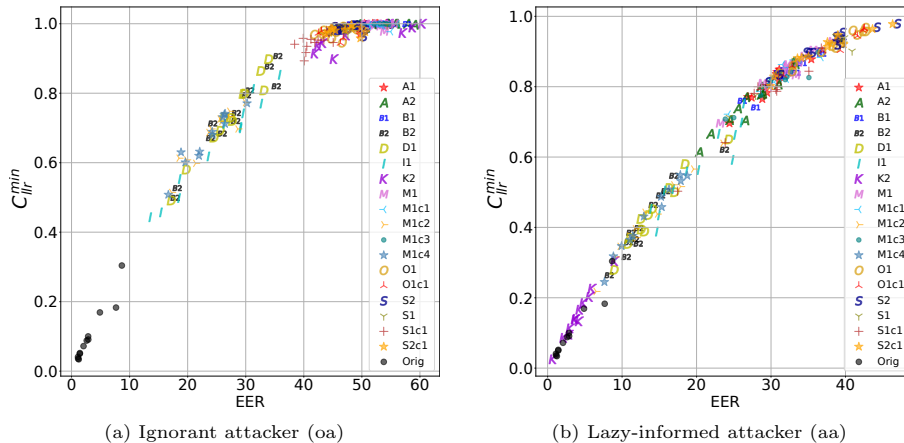 1.0
0.8
0.6
0.4
0.2
0.0
C_llr^min
0 10 20 30 40 50 60
EER
A1
A2
B1
B2
D1
I1
K2
M1
M1c1
M1c2
M1c3
M1c4
O1
O1c1
S2
S1
S1c1
S2c1
Orig
(a) Ignorant attacker (oa)
1.0
0.8
0.6
0.4
0.2
0.0
C_llr^min
0 10 20 30 40
EER
A1
A2
B1
B2
D1
I1
K2
M1
M1c1
M1c2
M1c3
M1c4
O1
O1c1
S2
S1
S1c1
S2c1
Orig
(b) Lazy-informed attacker (aa)